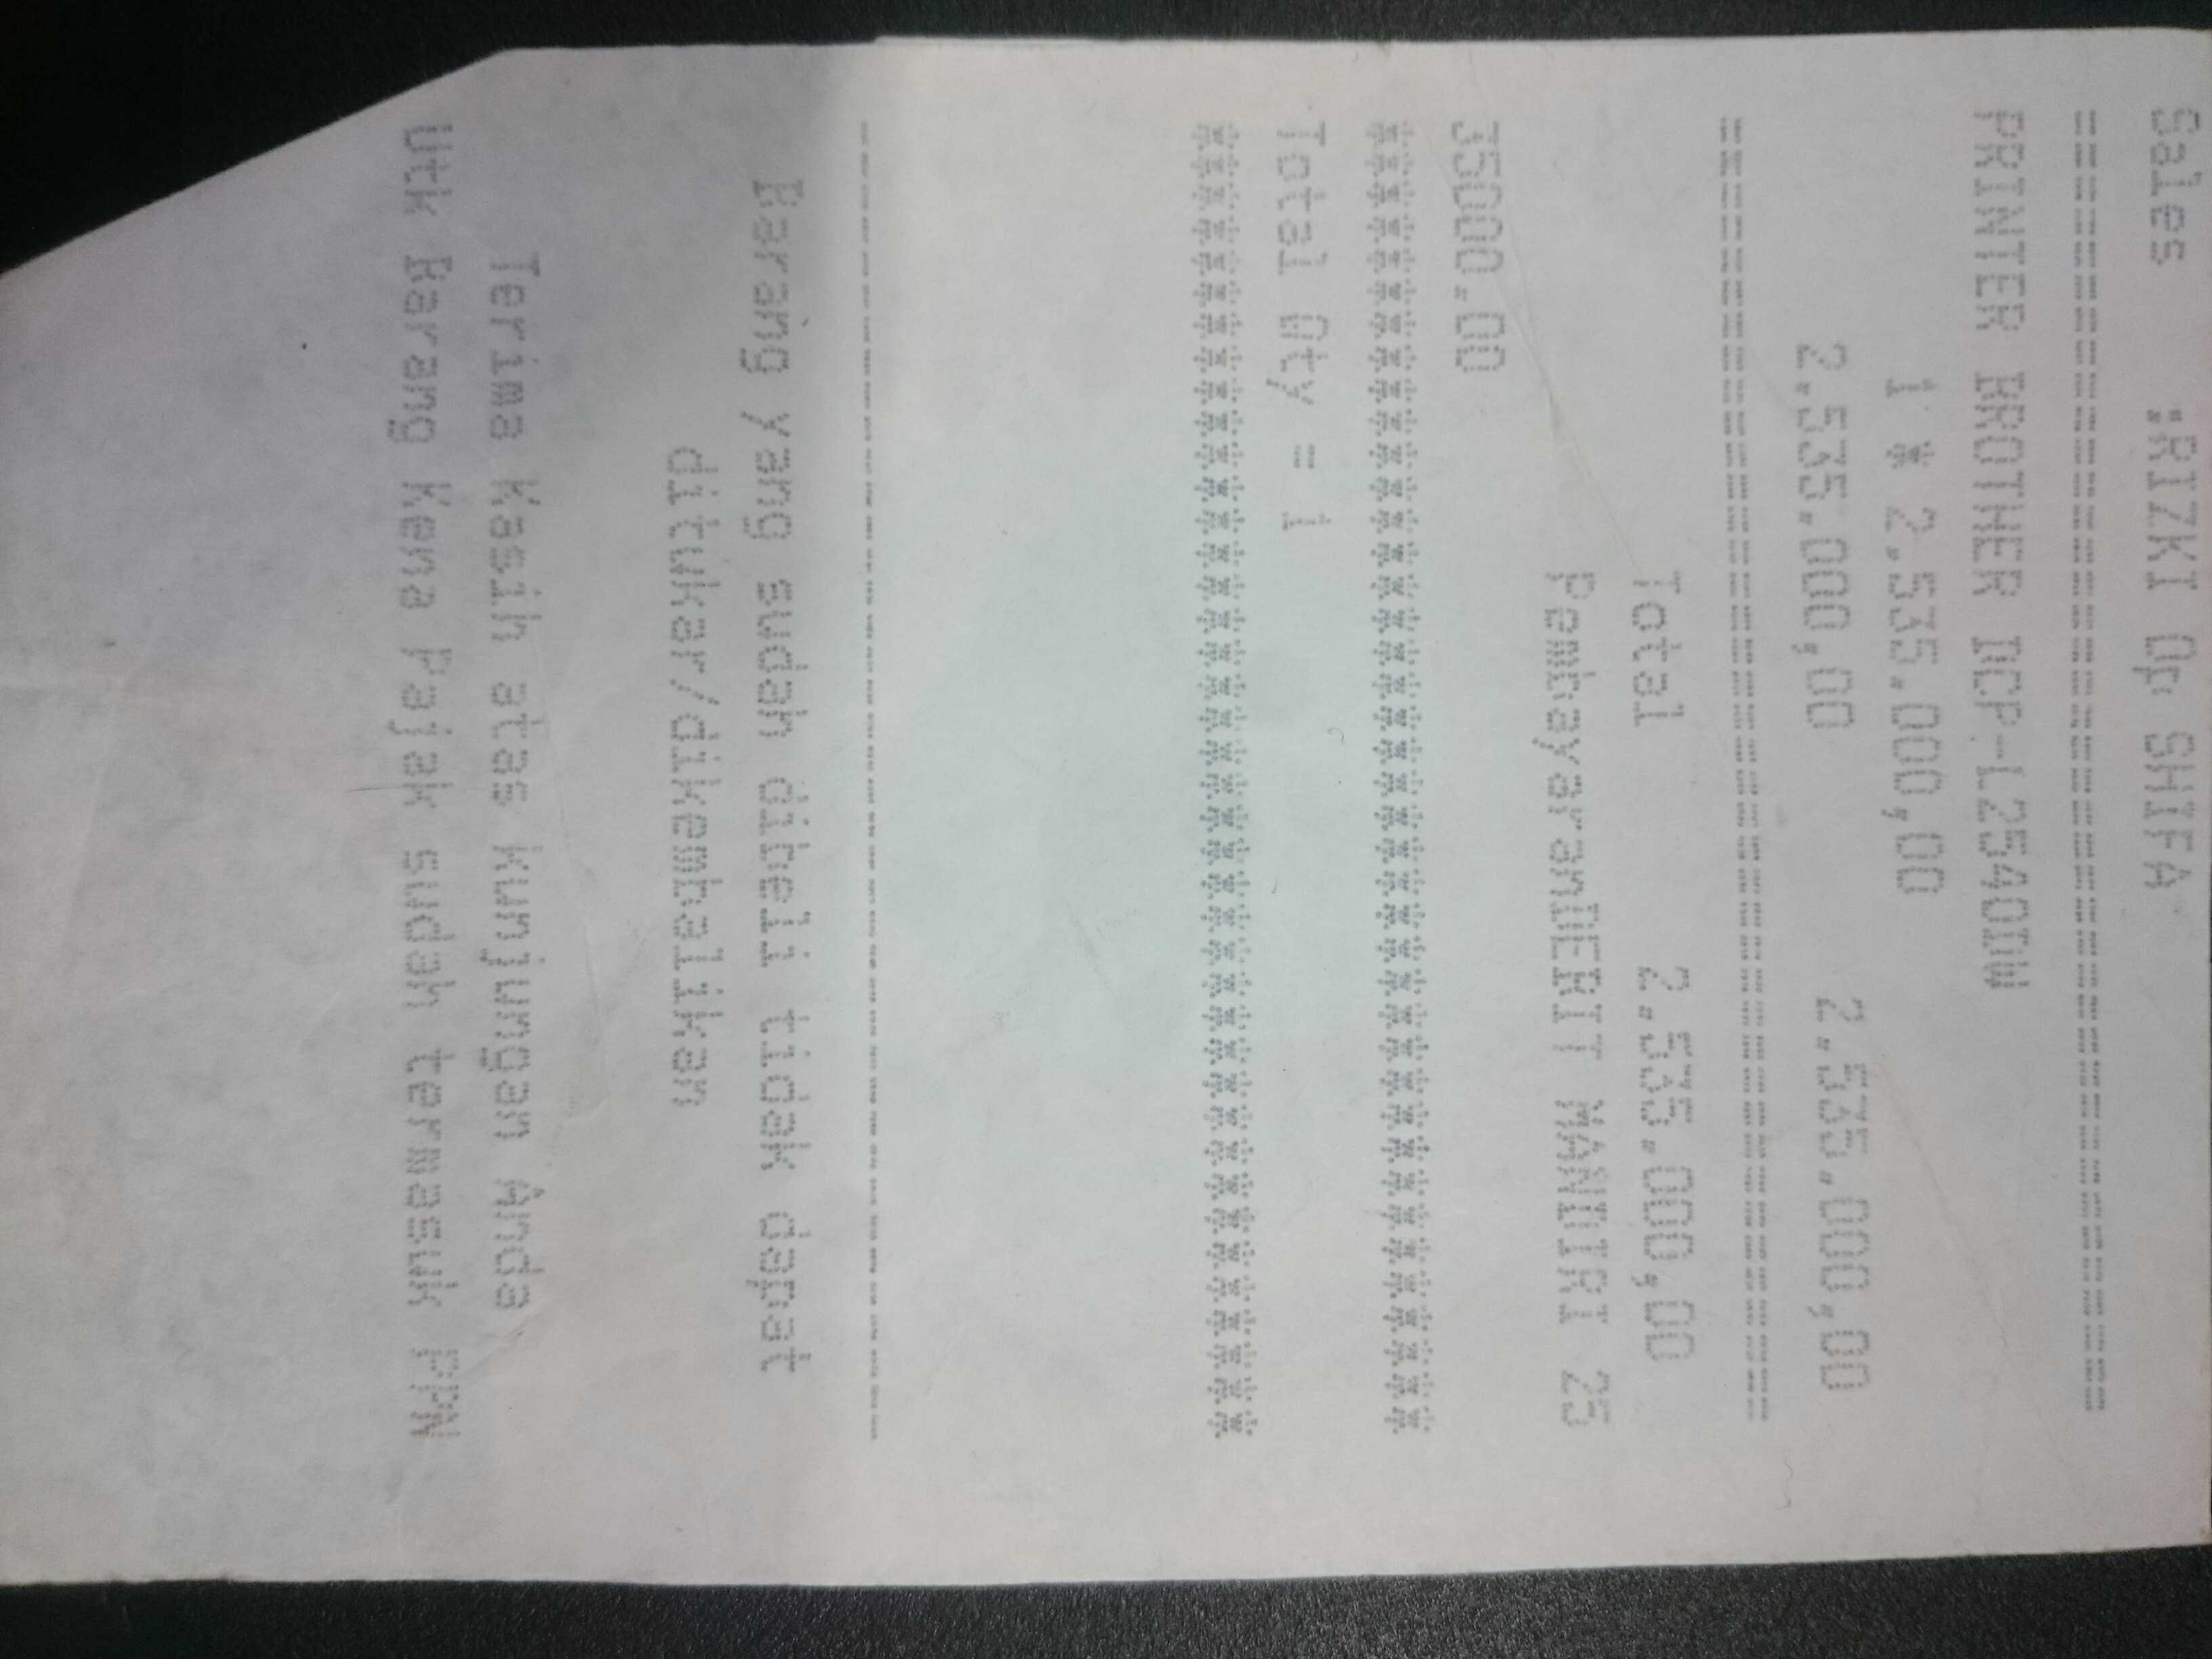 Sales :RIZKI Op SHIFA
========================================
PRINTER BROTHER DCP-L2540DW
1 * 2.535.000,00
2.535.000,00 2.535.000,00
========================================
Total 2.535.000,00
PembayaranDEBIT MANDIRI 25
35000.00
****************************************
Total Qty = 1
****************************************
----------------------------------------
Barang yang sudah dibeli tidak dapat
ditukar/dikembalikan
Terima Kasih atas kunjungan Anda
Utk Barang Kena Pajak sudah termasuk PPN